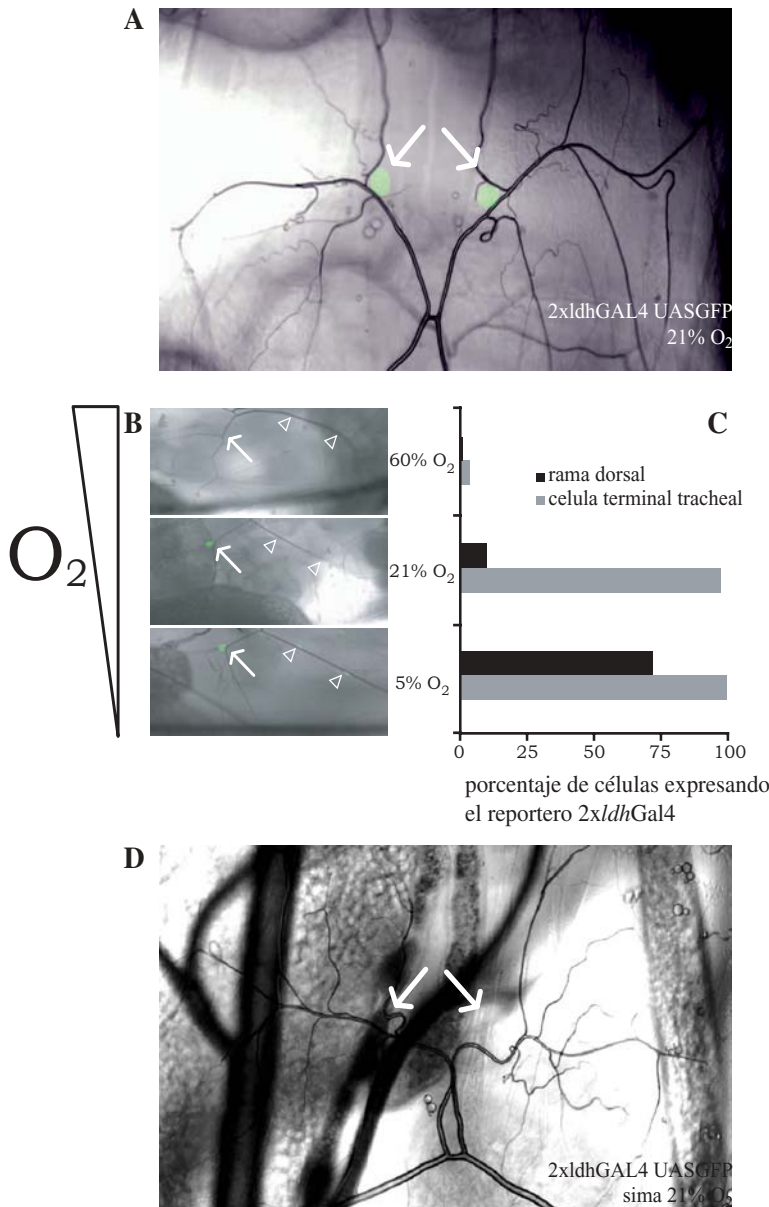 A
2xldhGAL4 UASGFP
21% O₂
B
O₂
C
60% O₂
21% O₂
5% O₂
rama dorsal
celula terminal tracheal
0 25 50 75 100
porcentaje de células expresando
el reportero 2xldhGal4
D
2xldhGAL4 UASGFP
sima 21% O₂